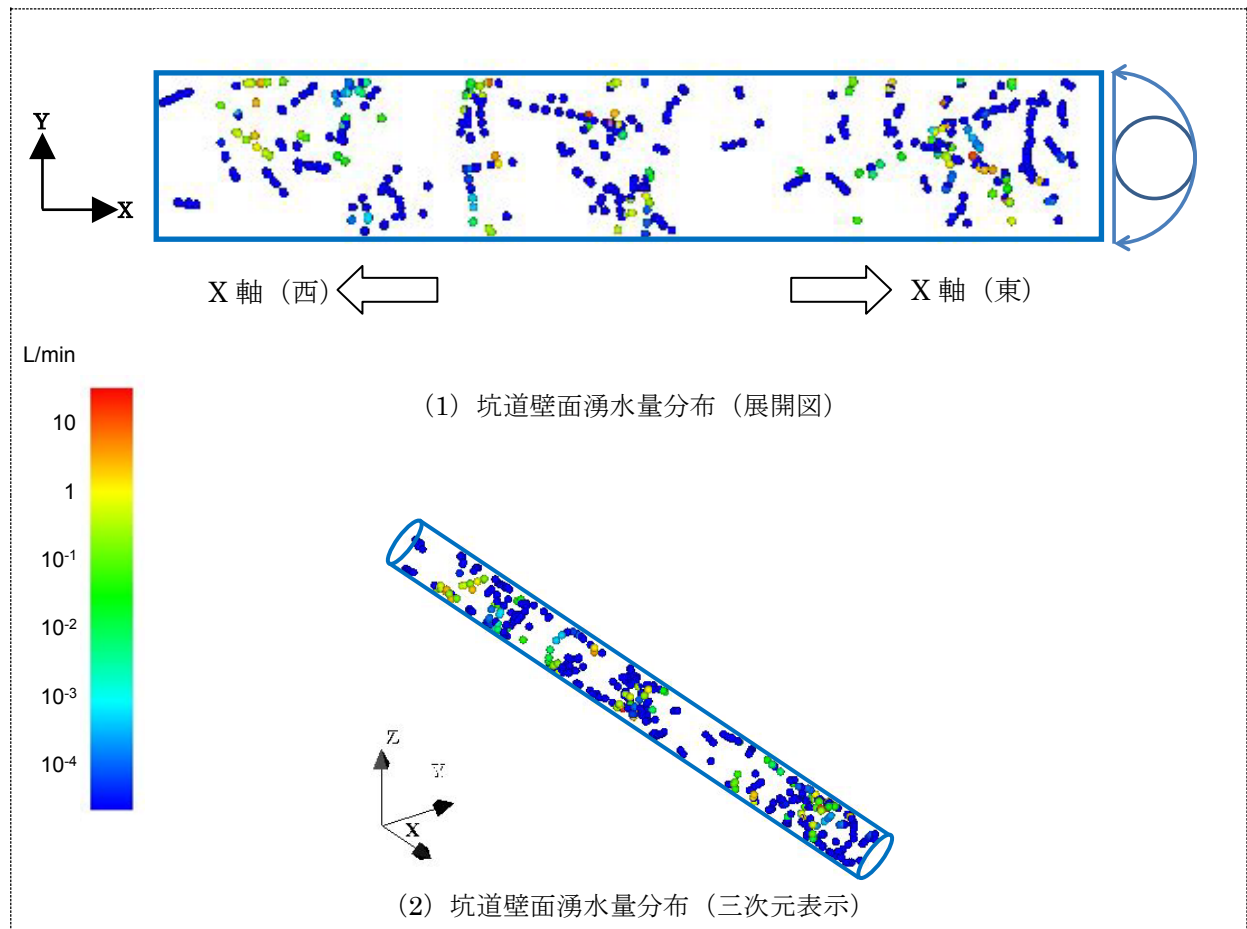 Y
X
X 軸（西）
X 軸（東）
L/min
（1）坑道壁面湧水量分布（展開図）
10
1
10-1
10-2
10-3
10-4
Z
Y
X
（2）坑道壁面湧水量分布（三次元表示）